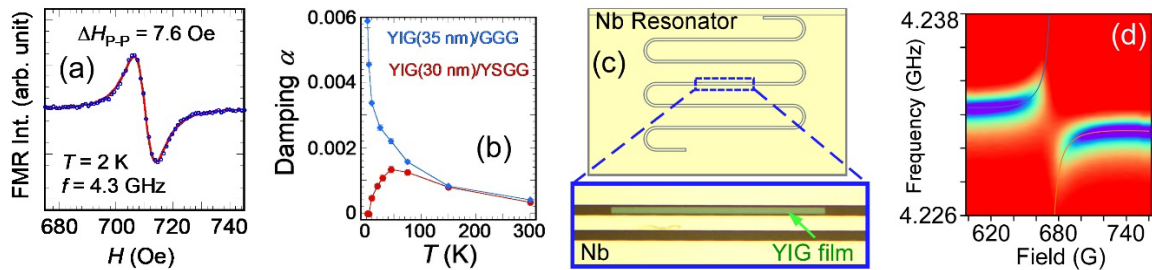 FMR Int. (arb. unit)
ΔH_P-P = 7.6 Oe
(a)
T = 2 K
f = 4.3 GHz
680 700 720 740
H (Oe)
Damping α
0.006
0.004
0.002
0
YIG(35 nm)/GGG
YIG(30 nm)/YSGG
(b)
0 100 200 300
T (K)
Nb Resonator
(c)
Nb
YIG film
Frequency (GHz)
4.238
4.226
(d)
620 680 740
Field (G)